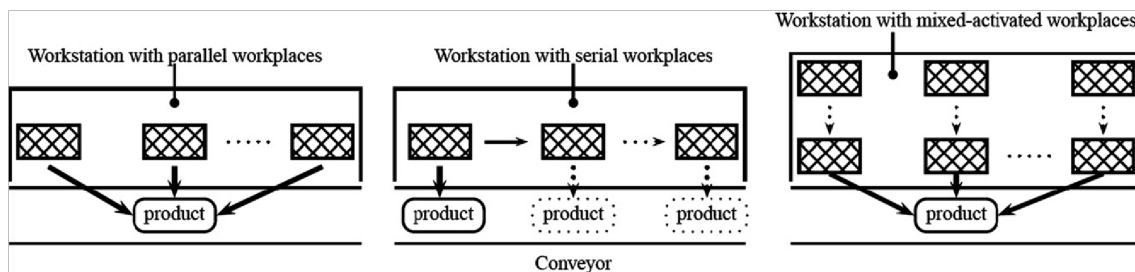 Workstation with parallel workplaces
Workstation with serial workplaces
Workstation with mixed-activated workplaces
product
product
product
product
product
Conveyor